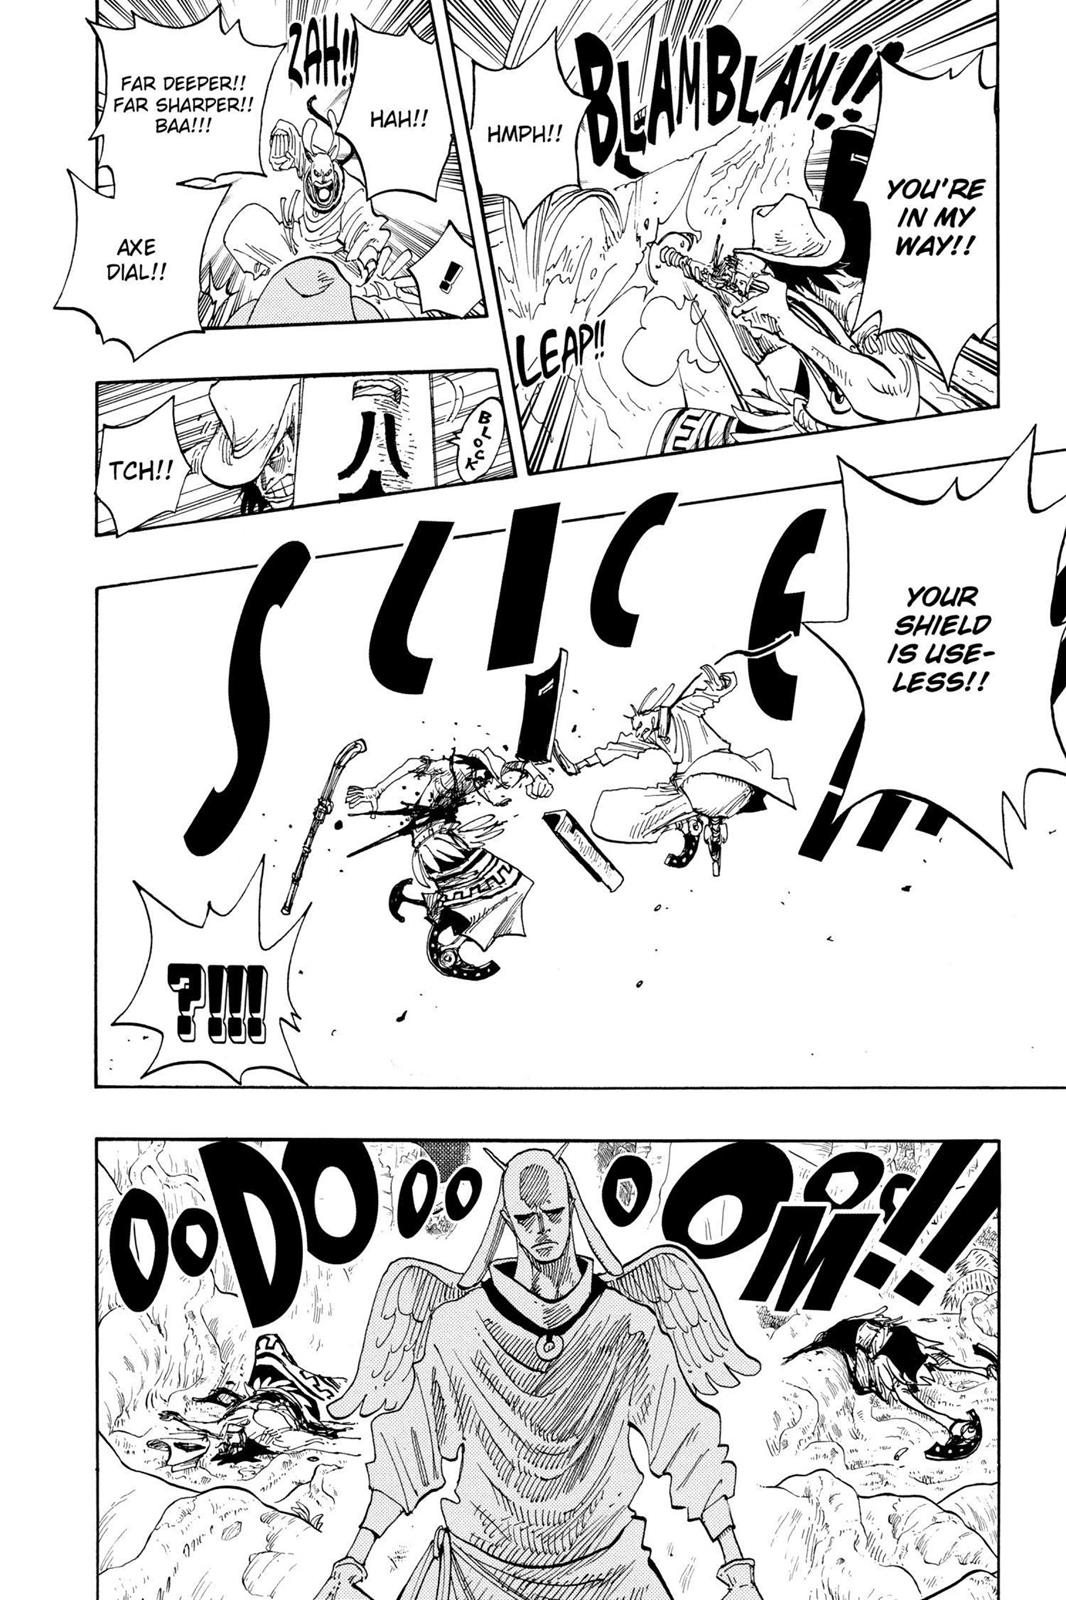 YOU'RE
IN MY
WAY!!
BLAMBLAM!!
HMPH!!
LEAP!!
HAH!!
ZAH!!
FAR DEEPER!!
FAR SHARPER!!
BAA!!!
AXE
DIAL!!
!
BLOCK
TCH!!
YOUR
SHIELD
IS USE-
LESS!!
SLICE
?!!!
OODOOOOOOOM!!